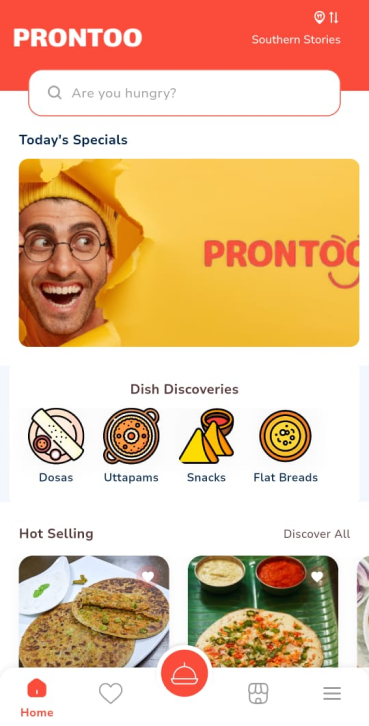 PRONTOO
Southern Stories
Are you hungry?
Today's Specials
PRONTOO
Dish Discoveries
Dosas
Uttapams
Snacks
Flat Breads
Hot Selling
Discover All
Home